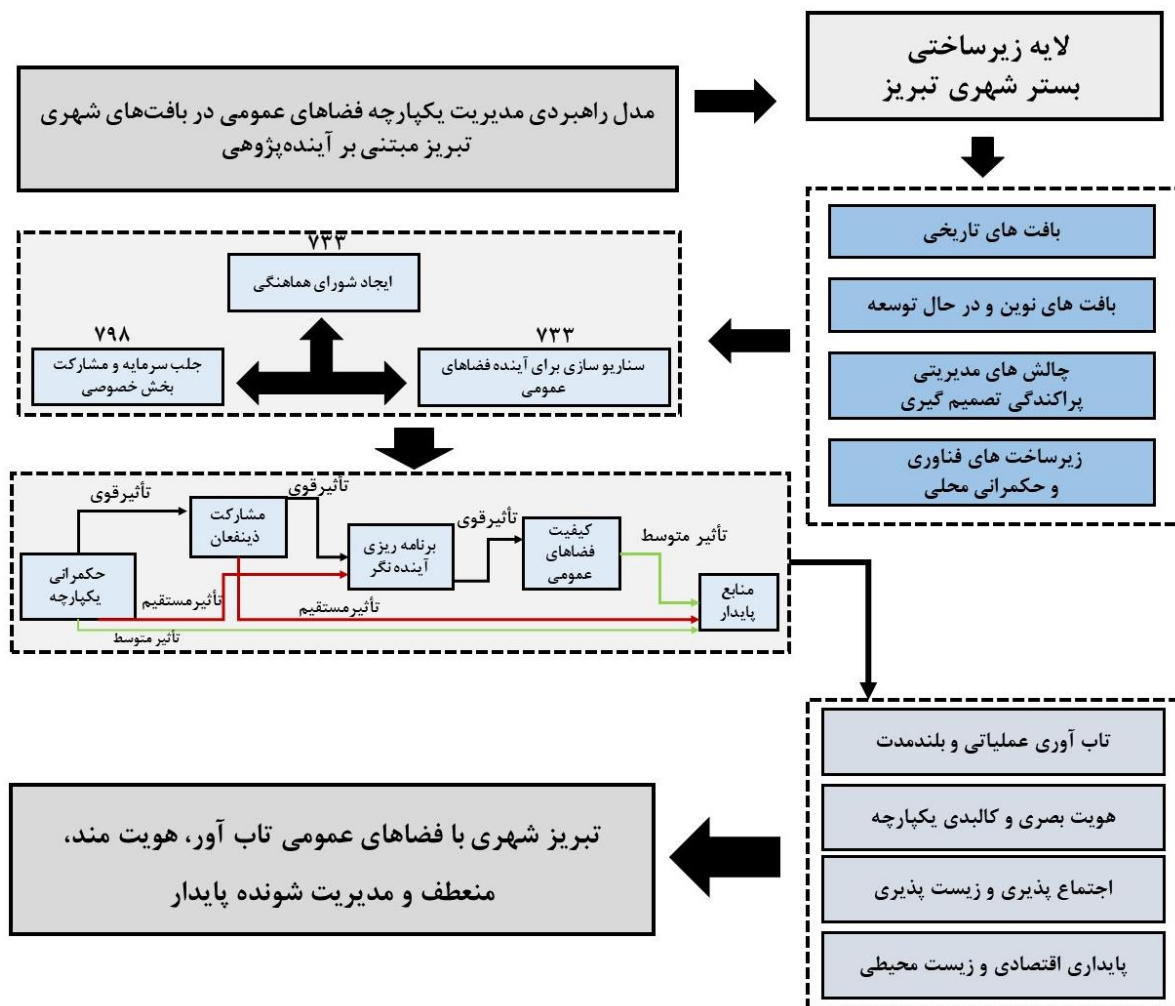 مدل راهبردی مدیریت یکپارچه فضاهای عمومی در بافت‌های شهری
تبریز مبتنی بر آینده‌پژوهی
لایه زیرساختی
بستر شهری تبریز
بافت های تاریخی
بافت های نوین و در حال توسعه
چالش های مدیریتی
پراکندگی تصمیم گیری
زیرساخت های فناوری
و حکمرانی محلی
۷۳۳
ایجاد شورای هماهنگی
۷۳۳
سناریو سازی برای آینده فضاهای
عمومی
۷۹۸
جلب سرمایه و مشارکت
بخش خصوصی
حکمرانی
یکپارچه
تأثیرقوی
مشارکت
ذینفعان
تأثیرقوی
برنامه ریزی
آینده نگر
تأثیرقوی
کیفیت
فضاهای
عمومی
تأثیر متوسط
منابع
پایدار
تأثیرمستقیم
تأثیرمستقیم
تأثیر متوسط
تاب آوری عملیاتی و بلندمدت
هویت بصری و کالبدی یکپارچه
اجتماع پذیری و زیست پذیری
پایداری اقتصادی و زیست محیطی
تبریز شهری با فضاهای عمومی تاب آور، هویت مند،
منعطف و مدیریت شونده پایدار